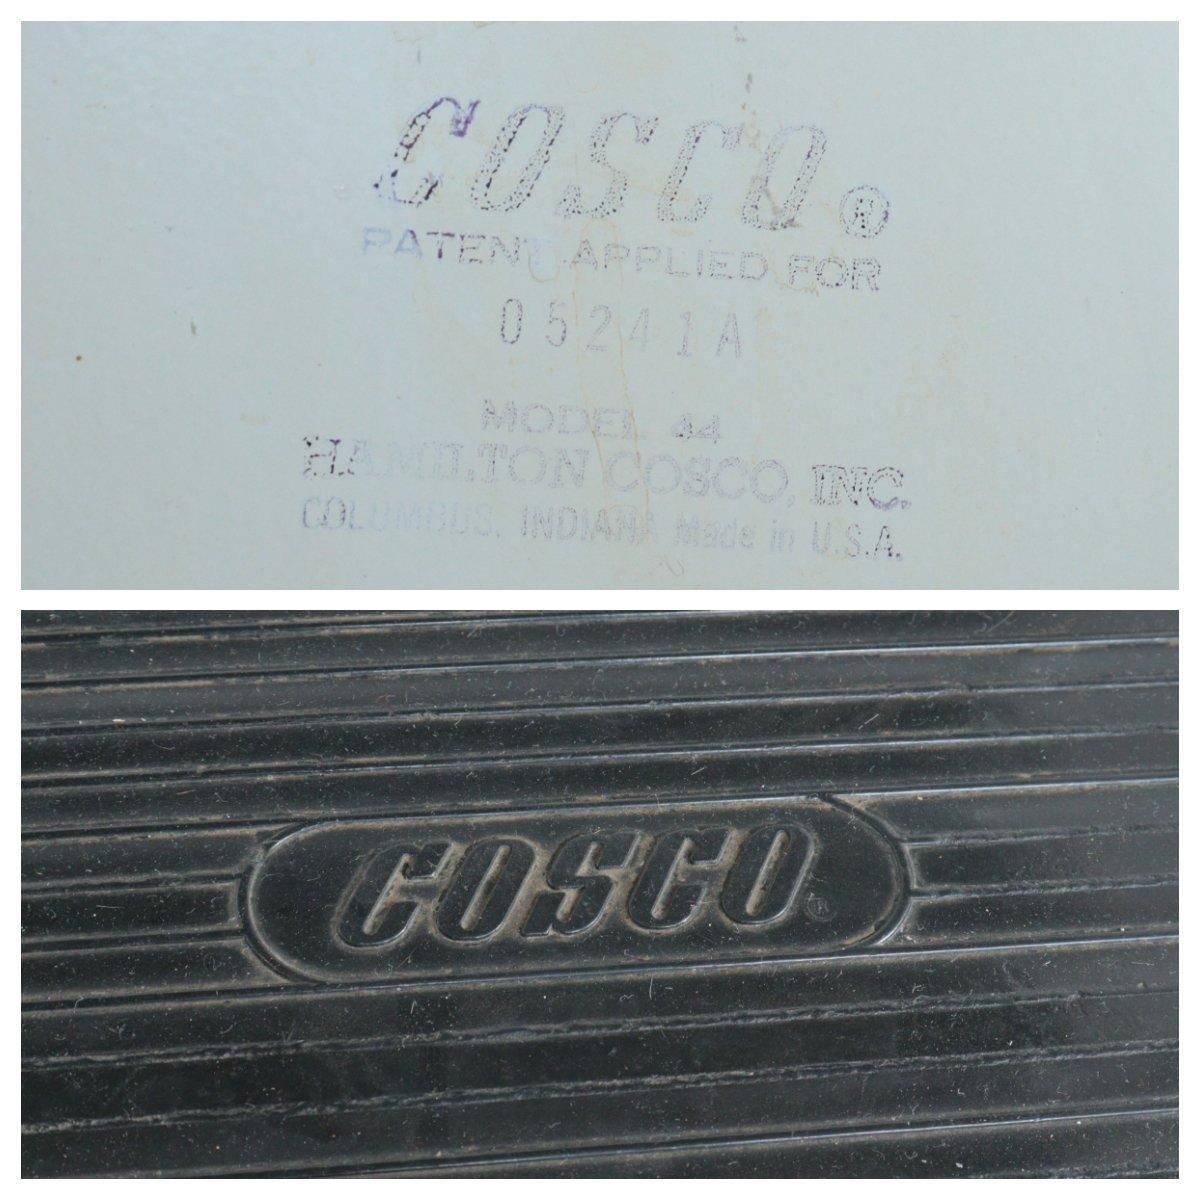 COSCO®
PATENT APPLIED FOR
05241A
MODEL 44
HAMILTON COSCO, INC.
COLUMBUS, INDIANA Made in U.S.A.
COSCO®